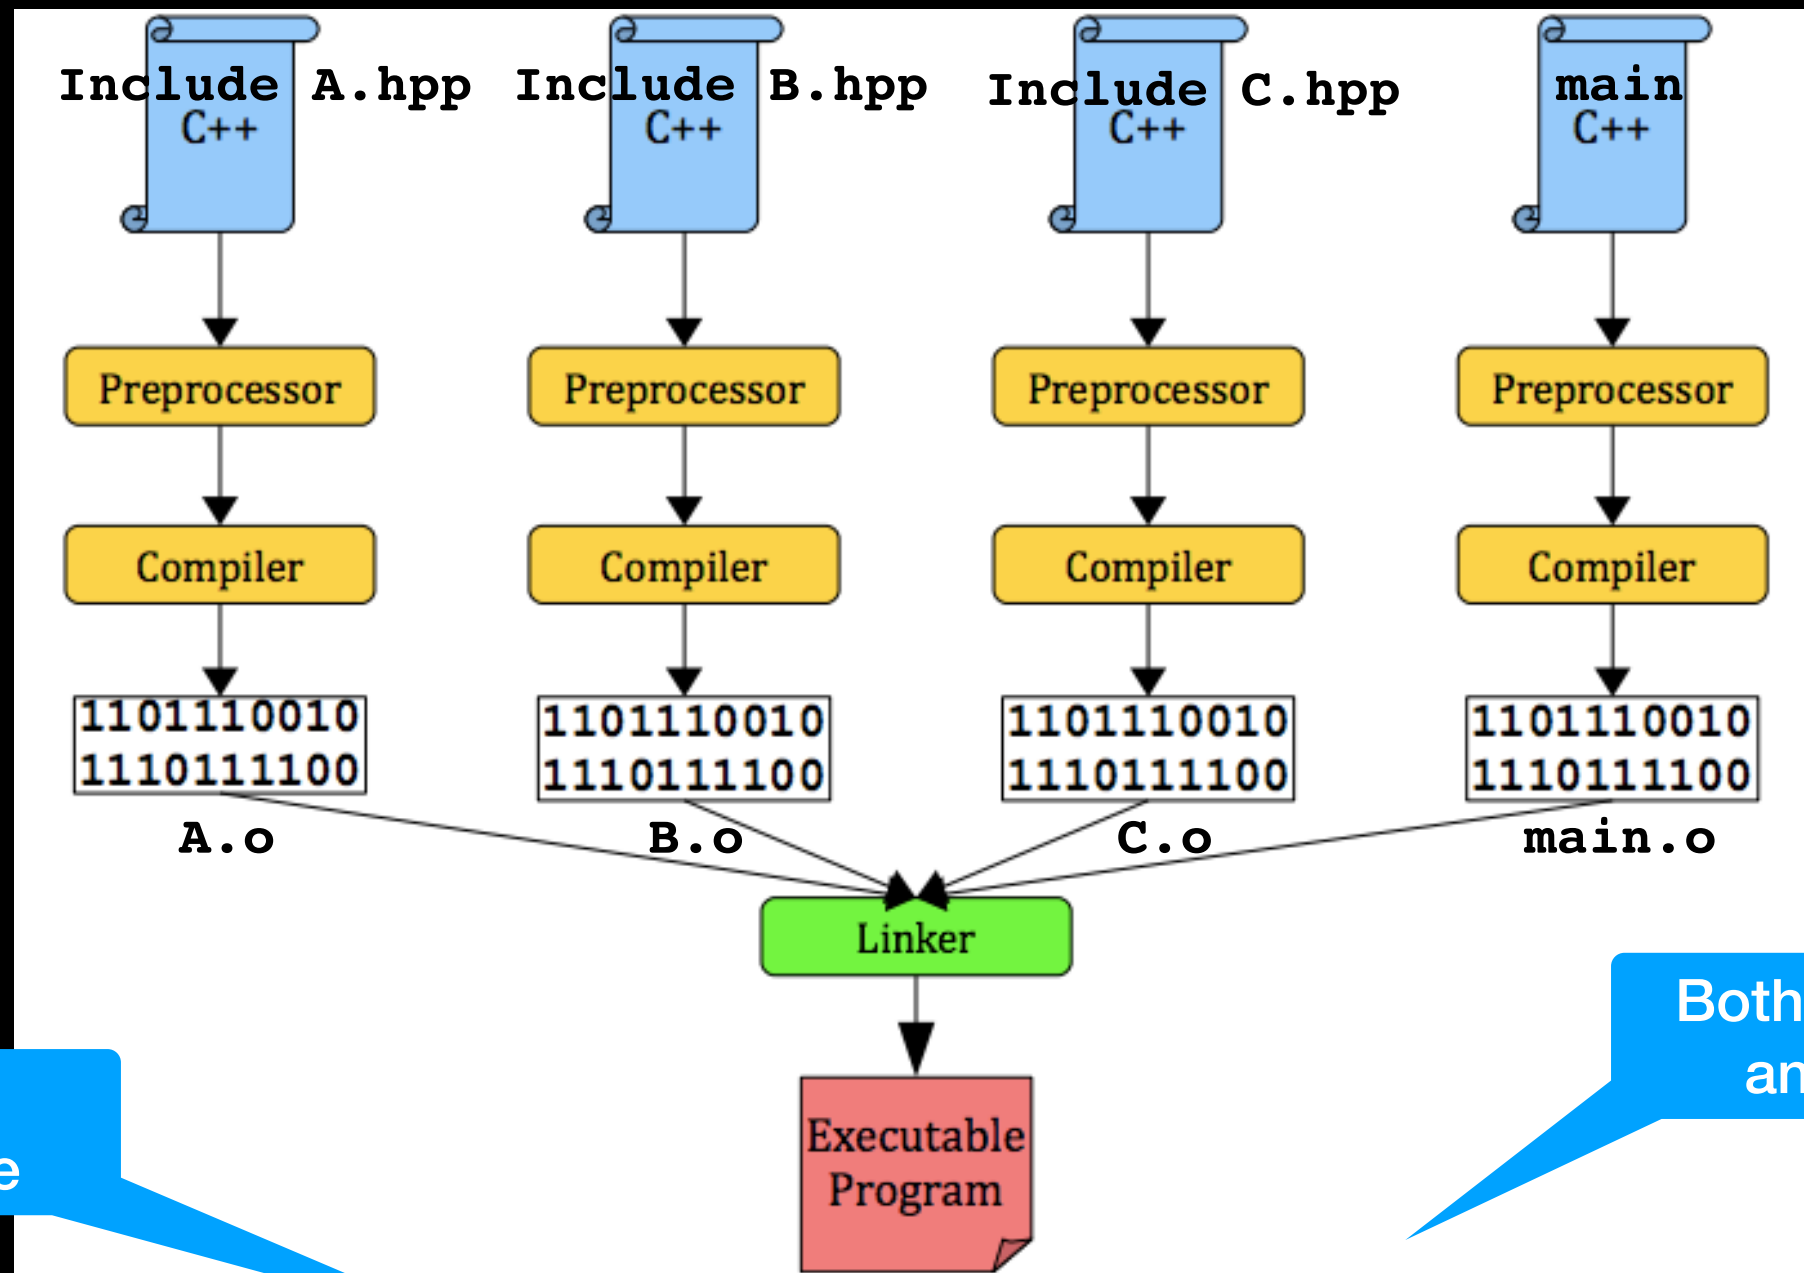 Include A.hpp
C++
Include B.hpp
C++
Include C.hpp
C++
main
C++
Preprocessor
Preprocessor
Preprocessor
Preprocessor
Compiler
Compiler
Compiler
Compiler
1101110010
1110111100
1101110010
1110111100
1101110010
1110111100
1101110010
1110111100
A.o
B.o
C.o
main.o
Linker
Both
Executable
Program